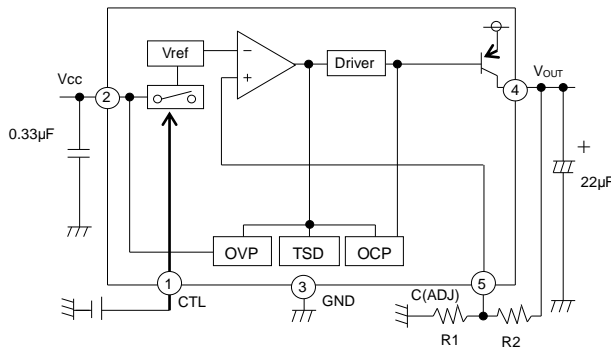 Vref
−
+
Driver
Vcc
2
4
VOUT
0.33µF
+
22µF
OVP
TSD
OCP
1
CTL
3
GND
5
C(ADJ)
R1
R2